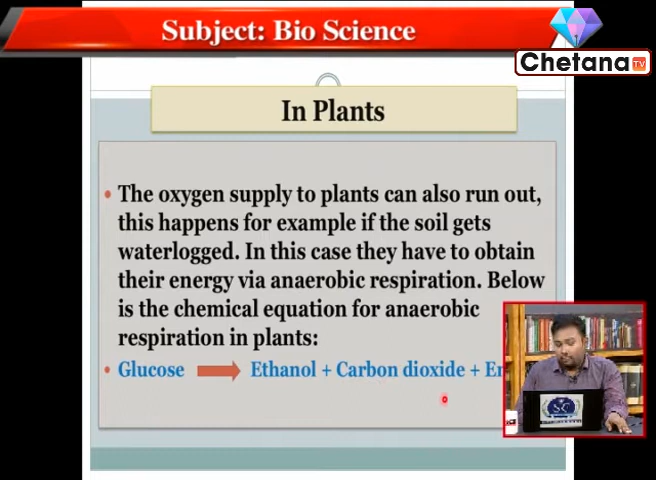 Subject: Bio Science
Chetana TV
In Plants
The oxygen supply to plants can also run out,
this happens for example if the soil gets
waterlogged. In this case they have to obtain
their energy via anaerobic respiration. Below
is the chemical equation for anaerobic
respiration in plants:
Glucose Ethanol + Carbon dioxide + En